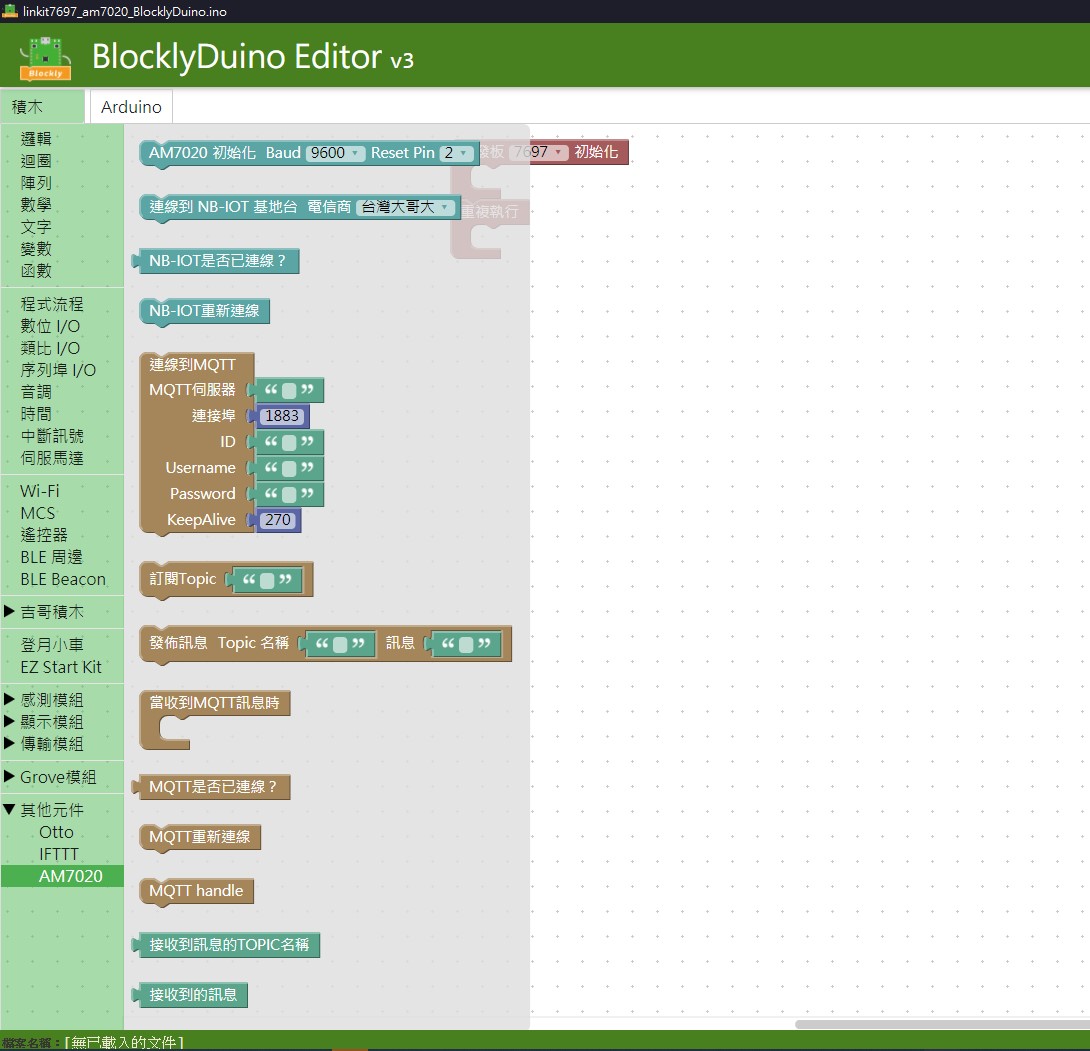 linkit7697_am7020_BlocklyDuino.ino
Blockly
BlocklyDuino Editor v3
積木
Arduino
邏輯
迴圈
陣列
數學
文字
變數
函數
程式流程
數位 I/O
類比 I/O
序列埠 I/O
音調
時間
中斷訊號
伺服馬達
Wi-Fi
MCS
遙控器
BLE 周邊
BLE Beacon
吉哥積木
登月小車
EZ Start Kit
感測模組
顯示模組
傳輸模組
Grove模組
其他元件
Otto
IFTTT
AM7020
AM7020 初始化 Baud 9600 Reset Pin 2
板 7697 初始化
重複執行
連線到 NB-IOT 基地台 電信商 台灣大哥大
NB-IOT是否已連線？
NB-IOT重新連線
連線到MQTT
MQTT伺服器 “ ”
連接埠 1883
ID “ ”
Username “ ”
Password “ ”
KeepAlive 270
訂閱Topic “ ”
發佈訊息 Topic 名稱 “ ” 訊息 “ ”
當收到MQTT訊息時
MQTT是否已連線？
MQTT重新連線
MQTT handle
接收到訊息的TOPIC名稱
接收到的訊息
檔案名稱：[無已載入的文件]